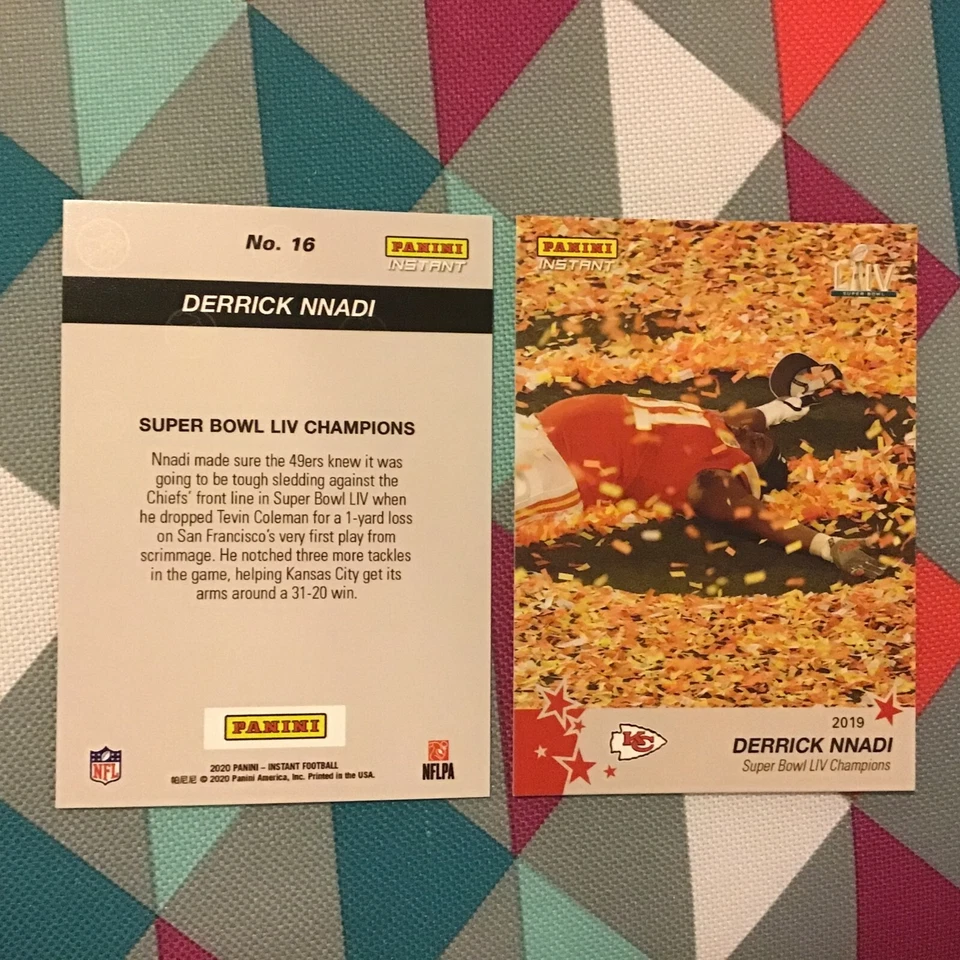 No. 16
PANINI
INSTANT
DERRICK NNADI
SUPER BOWL LIV CHAMPIONS
Nnadi made sure the 49ers knew it was
going to be tough sledding against the
Chiefs' front line in Super Bowl LIV when
he dropped Tevin Coleman for a 1-yard loss
on San Francisco's very first play from
scrimmage. He notched three more tackles
in the game, helping Kansas City get its
arms around a 31-20 win.
PANINI
NFL
2020 PANINI – INSTANT FOOTBALL
帕尼尼 © 2020 Panini America, Inc. Printed in the USA.
NFLPA
PANINI
INSTANT
LIV
SUPER BOWL
KC
2019
DERRICK NNADI
Super Bowl LIV Champions